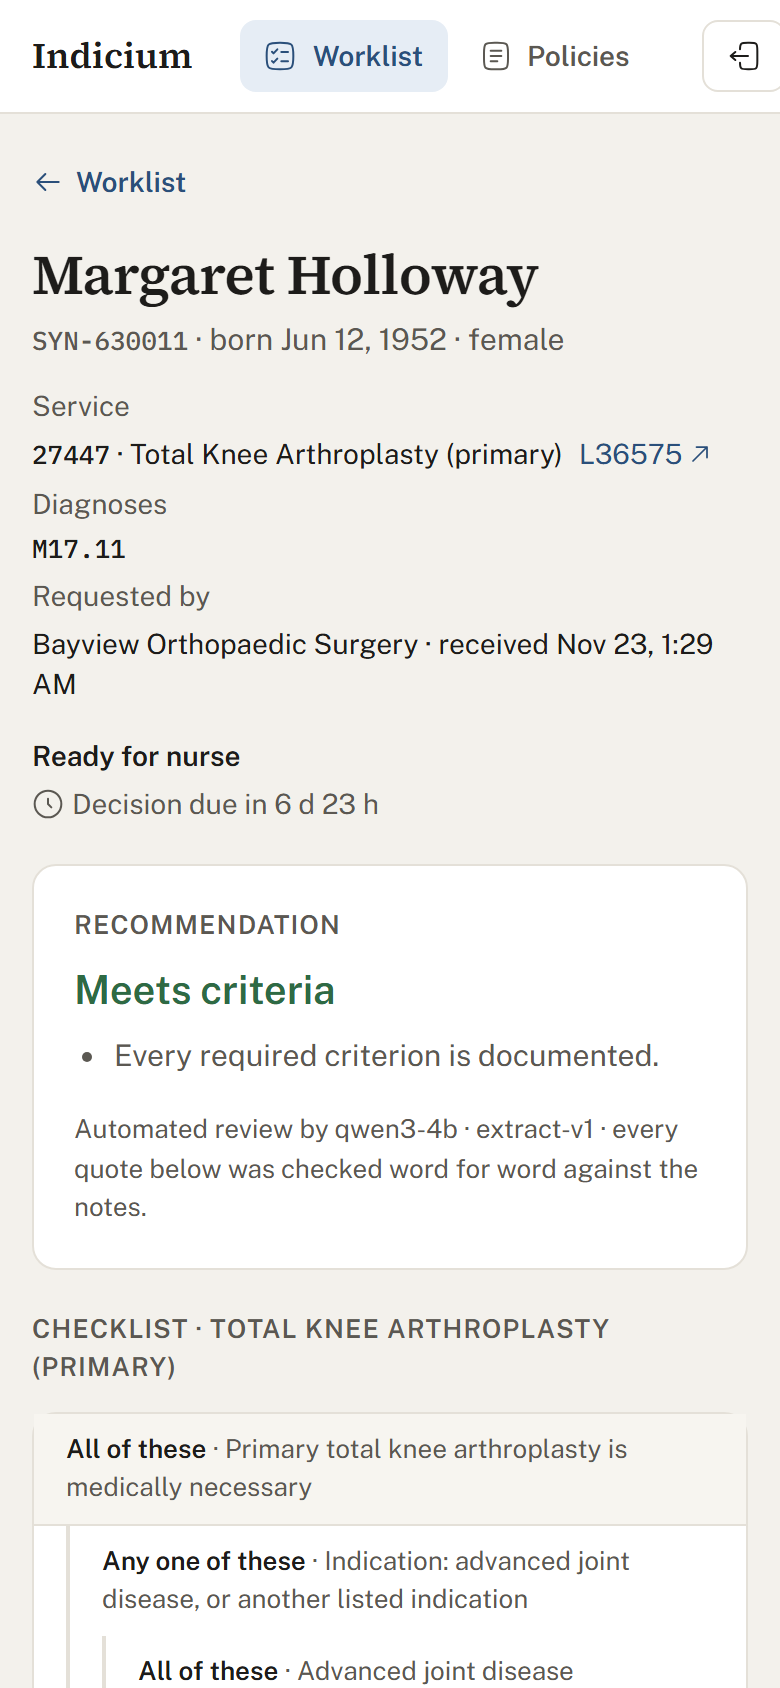 Indicium
Worklist
Policies
← Worklist
Margaret Holloway
SYN-630011 · born Jun 12, 1952 · female
Service
27447 · Total Knee Arthroplasty (primary) L36575 ↗
Diagnoses
M17.11
Requested by
Bayview Orthopaedic Surgery · received Nov 23, 1:29
AM
Ready for nurse
Decision due in 6 d 23 h
RECOMMENDATION
Meets criteria
• Every required criterion is documented.
Automated review by qwen3-4b · extract-v1 · every
quote below was checked word for word against the
notes.
CHECKLIST · TOTAL KNEE ARTHROPLASTY
(PRIMARY)
All of these · Primary total knee arthroplasty is
medically necessary
Any one of these · Indication: advanced joint
disease, or another listed indication
All of these · Advanced joint disease